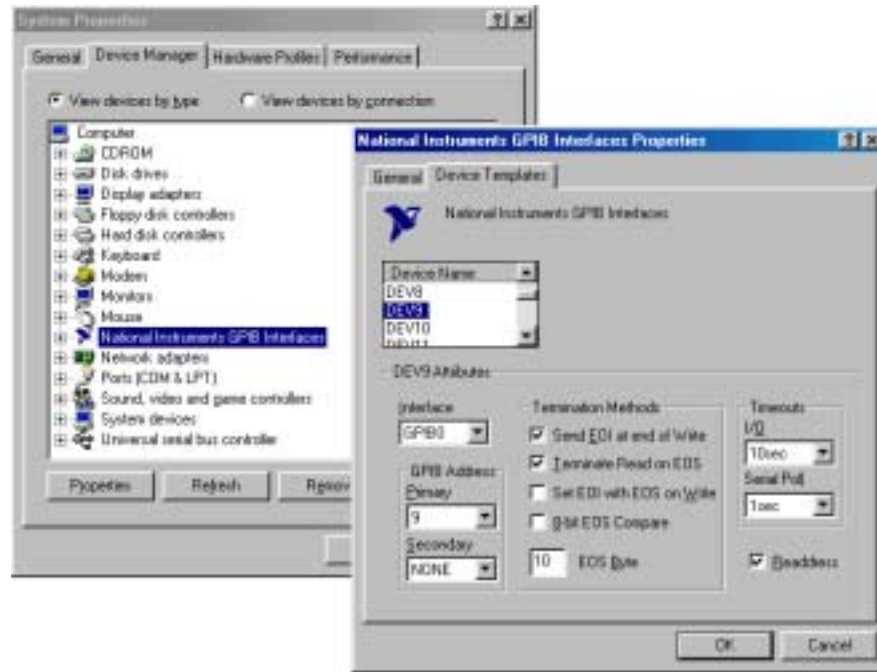 System Properties
General Device Manager Hardware Profiles Performance
View devices by type View devices by connection
Computer
CDROM
Disk drives
Display adapters
Floppy disk controllers
Hard disk controllers
Keyboard
Modem
Monitors
Mouse
National Instruments GPIB Interfaces
Network adapters
Ports (COM & LPT)
Sound, video and game controllers
System devices
Universal serial bus controller
Properties Refresh Remov
National Instruments GPIB Interfaces Properties
General Device Templates
National Instruments GPIB Interfaces
Device Name
DEV8
DEV9
DEV10
DEV11
DEV9 Attributes
Interface
GPIB0
GPIB Address
Primary
9
Secondary
NONE
Termination Methods
Send EOI at end of Write
Terminate Read on EOS
Set EOI with EOS on Write
8-bit EOS Compare
10 EOS Byte
Timeouts
I/O
10sec
Serial Poll
1sec
Readdress
OK Cancel